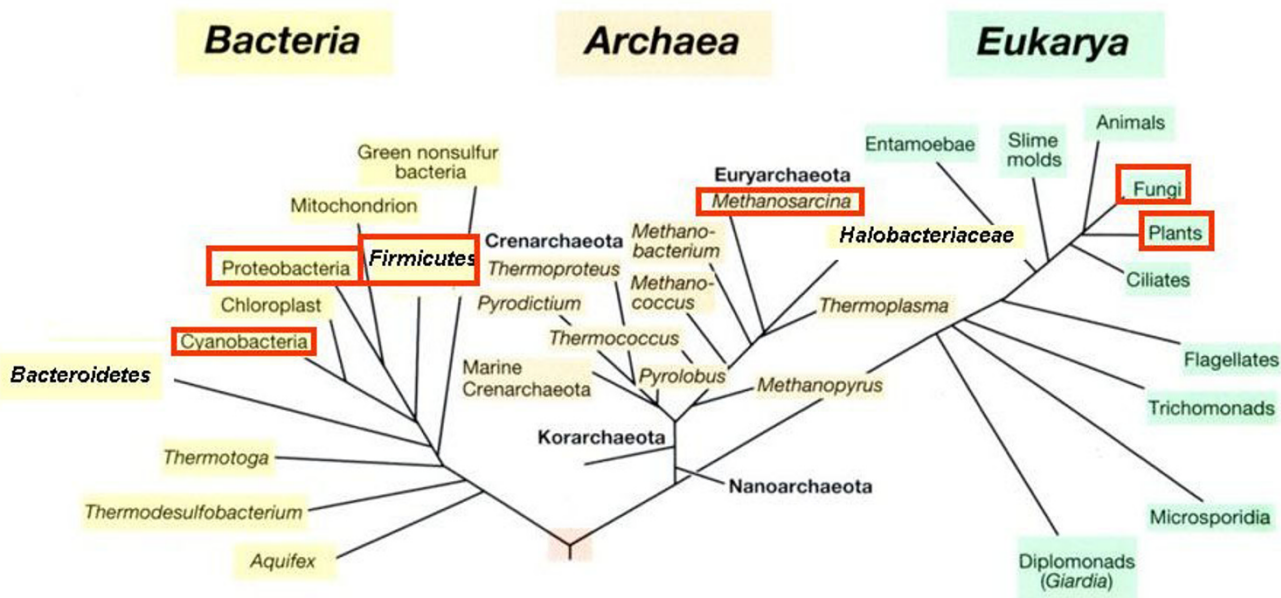 Bacteria
Archaea
Eukarya
Green nonsulfur
bacteria
Mitochondrion
Proteobacteria
Firmicutes
Chloroplast
Cyanobacteria
Bacteroidetes
Thermotoga
Thermodesulfobacterium
Aquifex
Crenarchaeota
Thermoproteus
Pyrodictium
Thermococcus
Marine
Crenarchaeota
Pyrolobus
Korarchaeota
Nanoarchaeota
Euryarchaeota
Methanosarcina
Methano-
bacterium
Methano-
coccus
Halobacteriaceae
Thermoplasma
Methanopyrus
Entamoebae
Slime
molds
Animals
Fungi
Plants
Ciliates
Flagellates
Trichomonads
Microsporidia
Diplomonads
(Giardia)